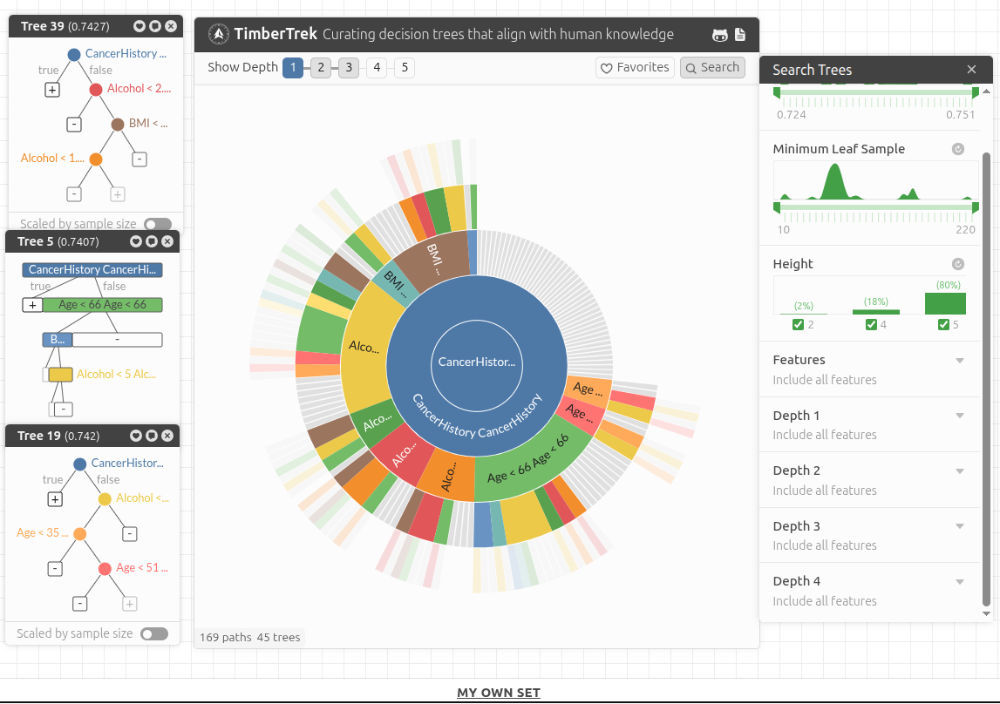 Tree 39 (0.7427)
CancerHistory ...
true
false
+
Alcohol < 2....
-
BMI < ...
Alcohol < 1....
-
-
+
Scaled by sample size
Tree 5 (0.7407)
CancerHistory CancerHi...
true
false
+
Age < 66 Age < 66
B...
-
Alcohol < 5 Alc...
-
Tree 19 (0.742)
CancerHistor...
true
false
+
Alcohol <...
Age < 35 ...
-
-
Age < 51 ...
-
+
Scaled by sample size
TimberTrek Curating decision trees that align with human knowledge
Show Depth 1 2 3 4 5
Favorites
Search
BMI ...
BMI ...
Alco...
Alco...
Alco...
Alco...
Age < 66 Age < 66
Age ...
Age ...
CancerHistor...
CancerHistory CancerHistory
169 paths 45 trees
Search Trees
0.724 0.751
Minimum Leaf Sample
10 220
Height
(2%) (18%) (80%)
2 4 5
Features
Include all features
Depth 1
Include all features
Depth 2
Include all features
Depth 3
Include all features
Depth 4
Include all features
MY OWN SET